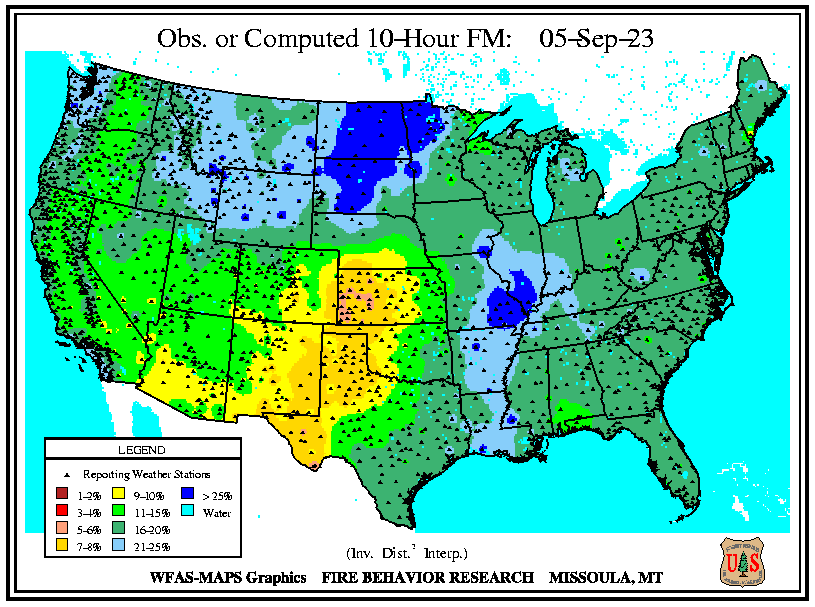 Obs. or Computed 10-Hour FM: 05-Sep-23
LEGEND
Reporting Weather Stations
1-2% 9-10% > 25%
3-4% 11-15% Water
5-6% 16-20%
7-8% 21-25%
(Inv. Dist.² Interp.)
WFAS-MAPS Graphics FIRE BEHAVIOR RESEARCH MISSOULA, MT
U S